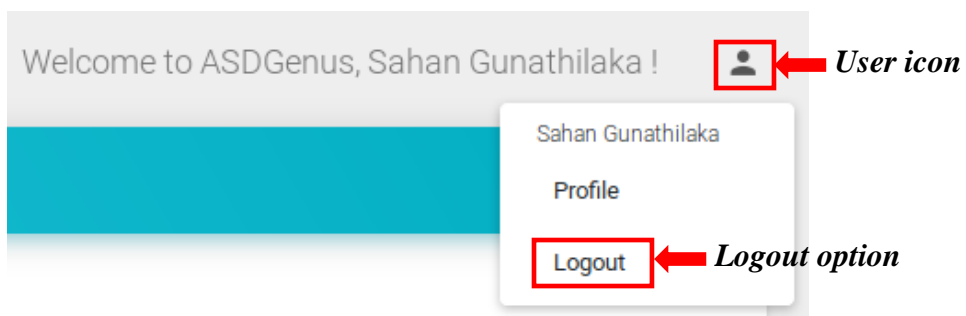 Welcome to ASDGenus, Sahan Gunathilaka !
User icon
Sahan Gunathilaka
Profile
Logout
Logout option